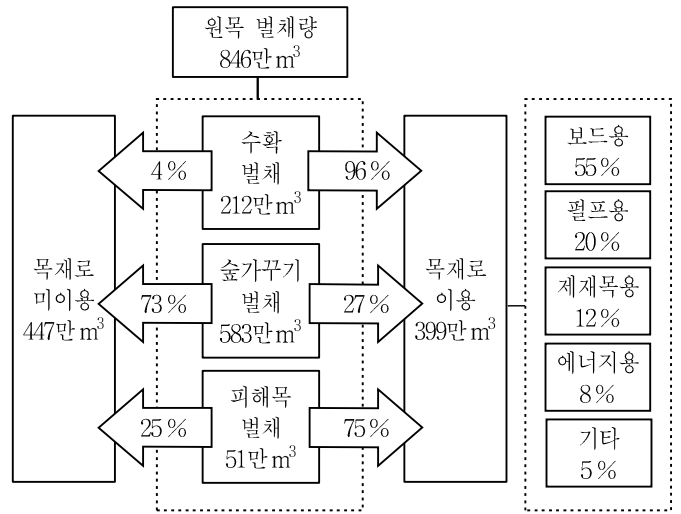 원목 벌채량
846만 m³
목재로
미이용
447만 m³
4%
73%
25%
수확
벌채
212만 m³
숲가꾸기
벌채
583만 m³
피해목
벌채
51만 m³
96%
27%
75%
목재로
이용
399만 m³
보드용
55%
펄프용
20%
제재목용
12%
에너지용
8%
기타
5%